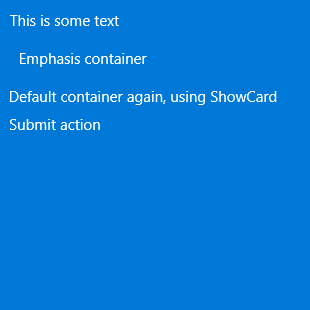 This is some text
Emphasis container
Default container again, using ShowCard
Submit action